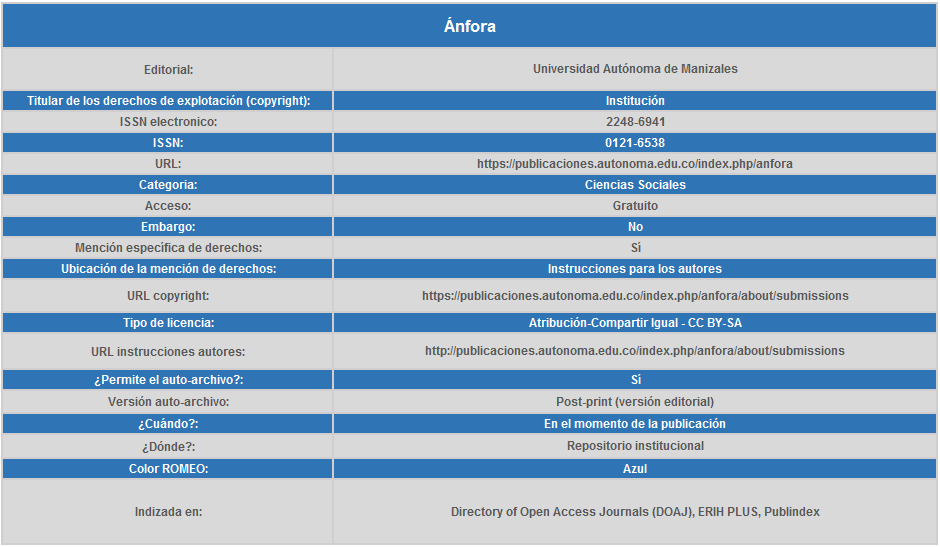 Ánfora
Editorial: Universidad Autónoma de Manizales
Titular de los derechos de explotación (copyright): Institución
ISSN electronico: 2248-6941
ISSN: 0121-6538
URL: https://publicaciones.autonoma.edu.co/index.php/anfora
Categoria: Ciencias Sociales
Acceso: Gratuito
Embargo: No
Mención específica de derechos: Sì
Ubicación de la mención de derechos: Instrucciones para los autores
URL copyright: https://publicaciones.autonoma.edu.co/index.php/anfora/about/submissions
Tipo de licencia: Atribución-Compartir Igual - CC BY-SA
URL instrucciones autores: http://publicaciones.autonoma.edu.co/index.php/anfora/about/submissions
¿Permite el auto-archivo?: Sì
Versión auto-archivo: Post-print (versión editorial)
¿Cuándo?: En el momento de la publicación
¿Dónde?: Repositorio institucional
Color ROMEO: Azul
Indizada en: Directory of Open Access Journals (DOAJ), ERIH PLUS, Publindex